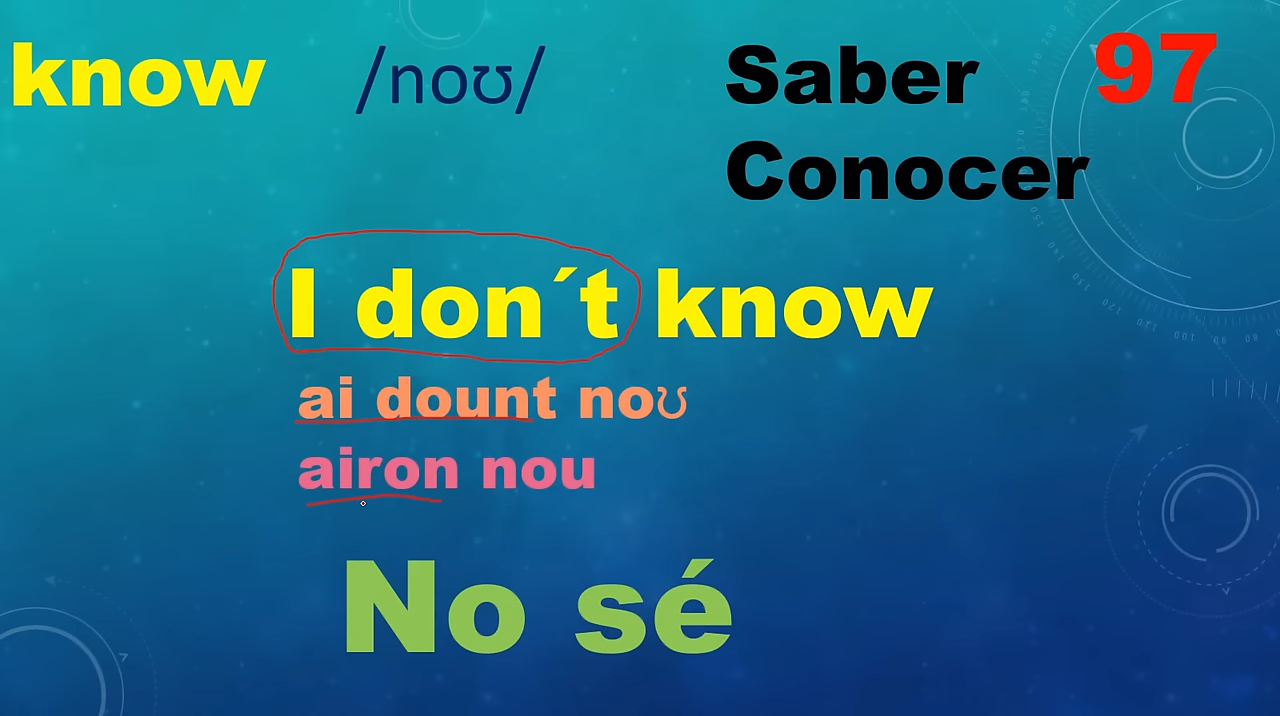 know /noʊ/ Saber 97
Conocer
I don´t know
ai dount noʊ
airon nou
No sé